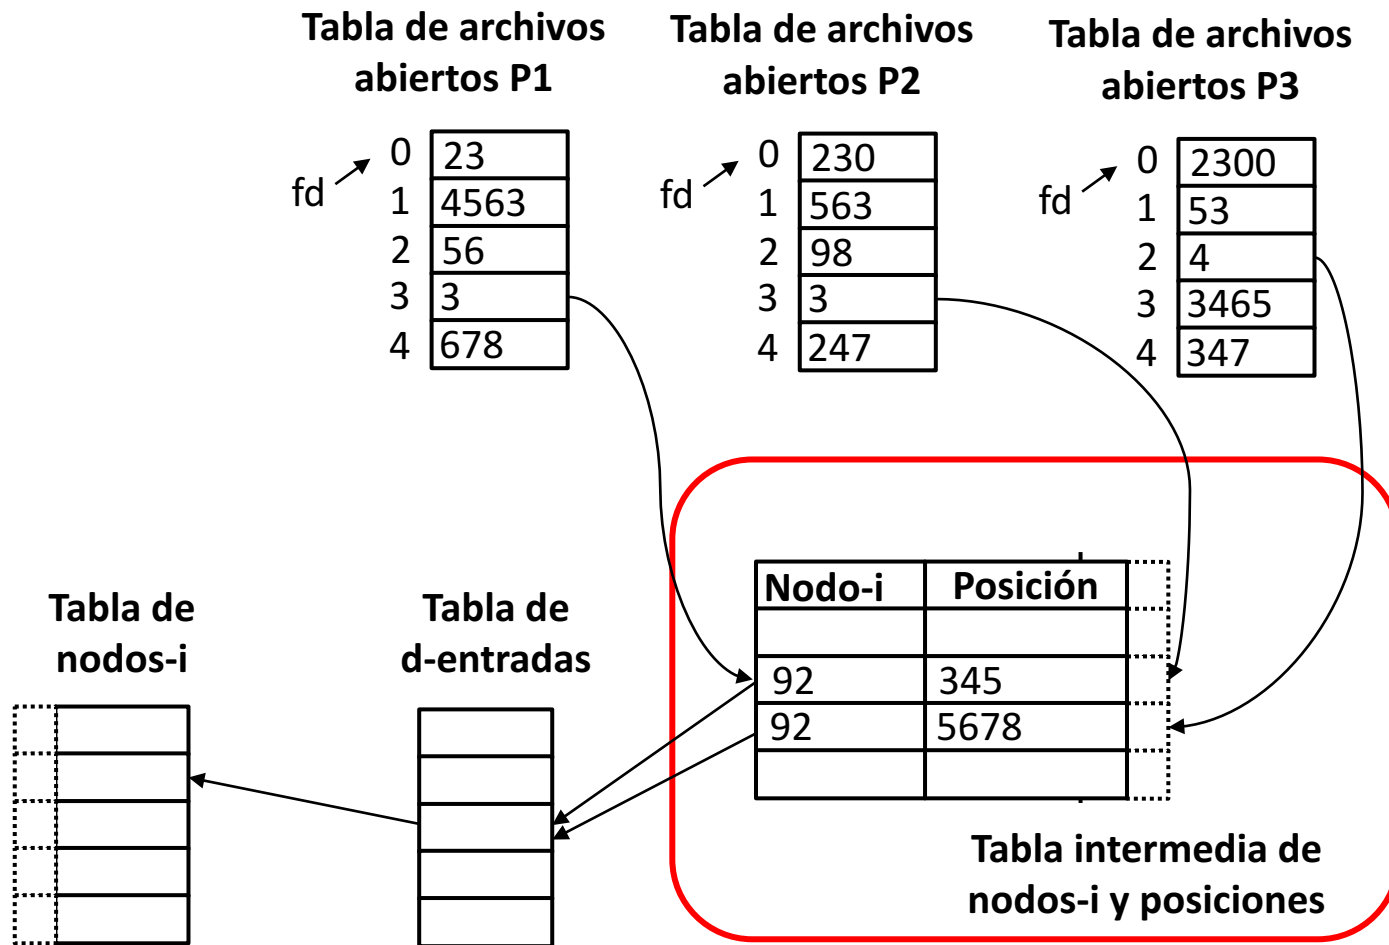 Tabla de archivos
abiertos P1
Tabla de archivos
abiertos P2
Tabla de archivos
abiertos P3
fd
0 23
1 4563
2 56
3 3
4 678
fd
0 230
1 563
2 98
3 3
4 247
fd
0 2300
1 53
2 4
3 3465
4 347
Tabla de
nodos-i
Tabla de
d-entradas
Nodo-i Posición
92 345
92 5678
Tabla intermedia de
nodos-i y posiciones